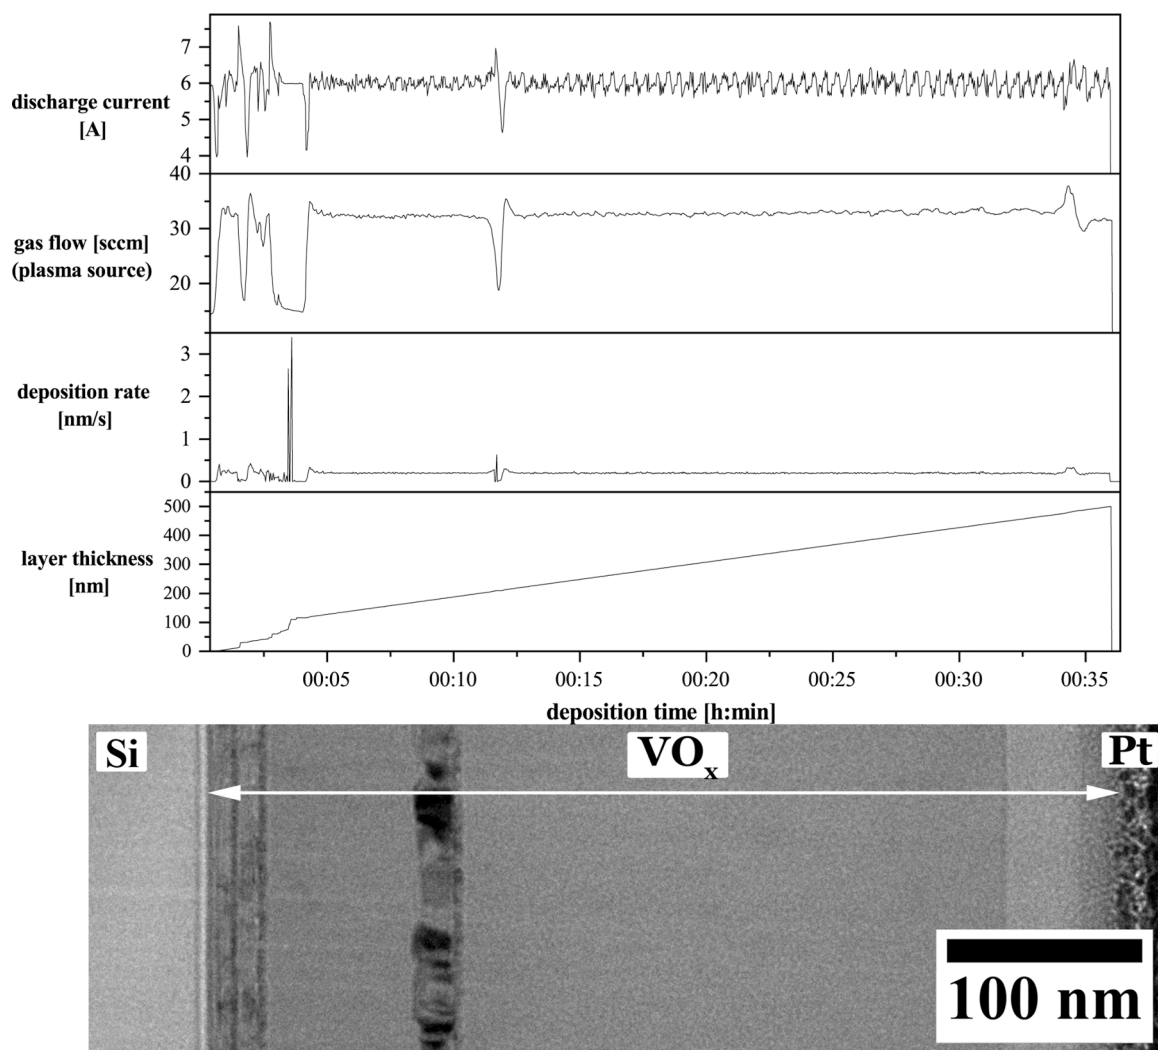 7
6
5
4
discharge current
[A]
40
30
20
gas flow [sccm]
(plasma source)
3
2
1
0
deposition rate
[nm/s]
500
400
300
200
100
0
layer thickness
[nm]
00:05 00:10 00:15 00:20 00:25 00:30 00:35
deposition time [h:min]
Si VOx Pt
100 nm